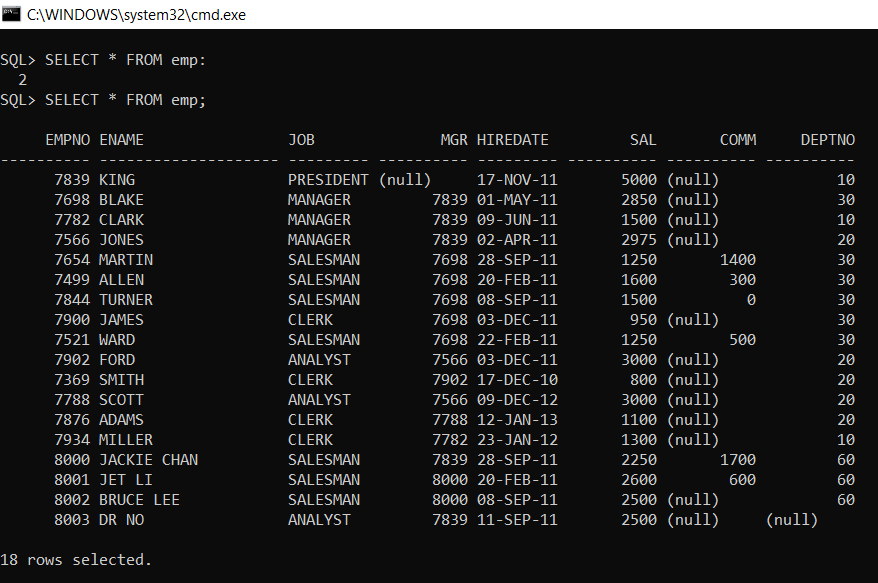 C:\WINDOWS\system32\cmd.exe
SQL> SELECT * FROM emp:
  2
SQL> SELECT * FROM emp;
     EMPNO ENAME                JOB              MGR HIREDATE         SAL       COMM     DEPTNO
---------- -------------------- --------- ---------- --------- ---------- ---------- ----------
      7839 KING                 PRESIDENT (null)     17-NOV-11       5000 (null)             10
      7698 BLAKE                MANAGER         7839 01-MAY-11       2850 (null)             30
      7782 CLARK                MANAGER         7839 09-JUN-11       1500 (null)             10
      7566 JONES                MANAGER         7839 02-APR-11       2975 (null)             20
      7654 MARTIN               SALESMAN        7698 28-SEP-11       1250       1400         30
      7499 ALLEN                SALESMAN        7698 20-FEB-11       1600        300         30
      7844 TURNER               SALESMAN        7698 08-SEP-11       1500          0         30
      7900 JAMES                CLERK           7698 03-DEC-11        950 (null)             30
      7521 WARD                 SALESMAN        7698 22-FEB-11       1250        500         30
      7902 FORD                 ANALYST         7566 03-DEC-11       3000 (null)             20
      7369 SMITH                CLERK           7902 17-DEC-10        800 (null)             20
      7788 SCOTT                ANALYST         7566 09-DEC-12       3000 (null)             20
      7876 ADAMS                CLERK           7788 12-JAN-13       1100 (null)             20
      7934 MILLER               CLERK           7782 23-JAN-12       1300 (null)             10
      8000 JACKIE CHAN          SALESMAN        7839 28-SEP-11       2250       1700         60
      8001 JET LI               SALESMAN        8000 20-FEB-11       2600        600         60
      8002 BRUCE LEE            SALESMAN        8000 08-SEP-11       2500 (null)             60
      8003 DR NO                ANALYST         7839 11-SEP-11       2500 (null)     (null)
18 rows selected.